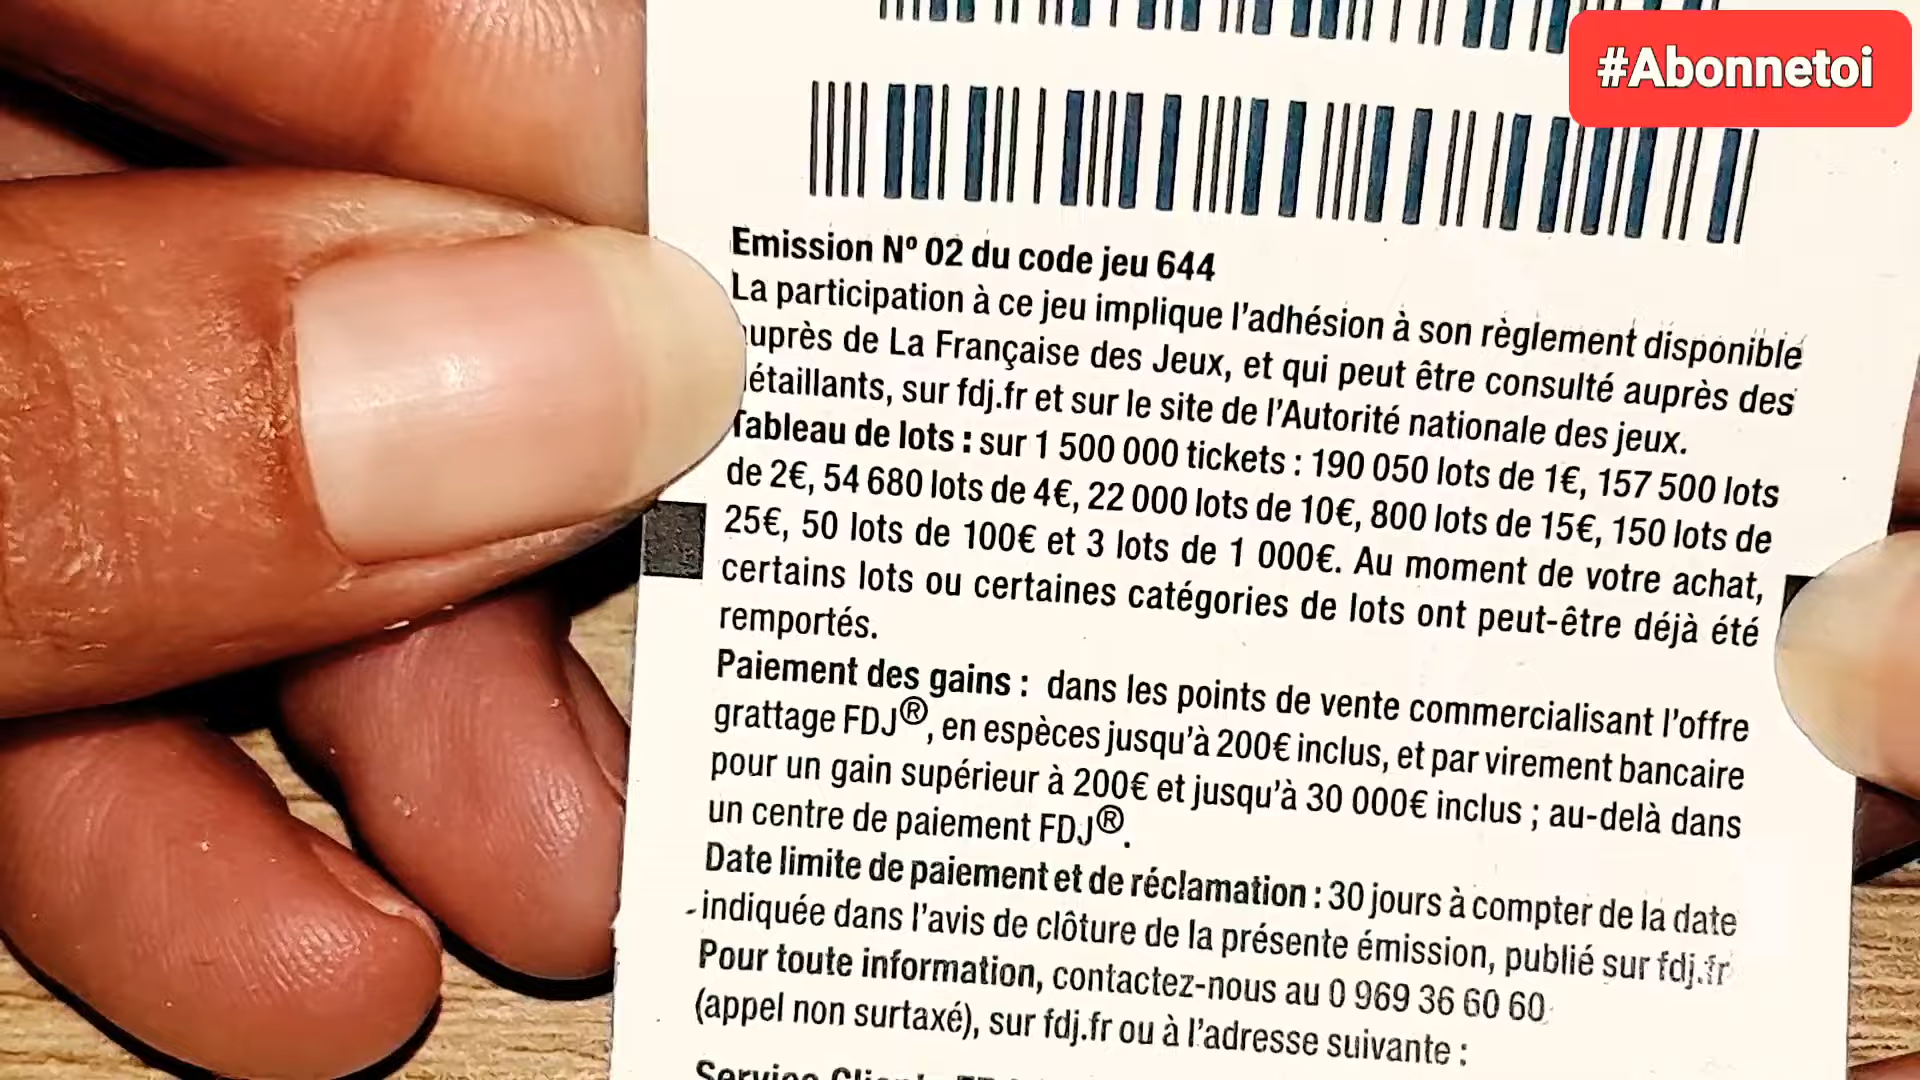 #Abonnetoi
Emission Nº 02 du code jeu 644
La participation à ce jeu implique l'adhésion à son règlement disponible
auprès de La Française des Jeux, et qui peut être consulté auprès des
détaillants, sur fdj.fr et sur le site de l'Autorité nationale des jeux.
Tableau de lots : sur 1 500 000 tickets : 190 050 lots de 1€, 157 500 lots
de 2€, 54 680 lots de 4€, 22 000 lots de 10€, 800 lots de 15€, 150 lots de
25€, 50 lots de 100€ et 3 lots de 1 000€. Au moment de votre achat,
certains lots ou certaines catégories de lots ont peut-être déjà été
remportés.
Paiement des gains : dans les points de vente commercialisant l'offre
grattage FDJ®, en espèces jusqu'à 200€ inclus, et par virement bancaire
pour un gain supérieur à 200€ et jusqu'à 30 000€ inclus ; au-delà dans
un centre de paiement FDJ®.
Date limite de paiement et de réclamation : 30 jours à compter de la date
indiquée dans l'avis de clôture de la présente émission, publié sur fdj.fr
Pour toute information, contactez-nous au 0 969 36 60 60
(appel non surtaxé), sur fdj.fr ou à l'adresse suivante :
Service